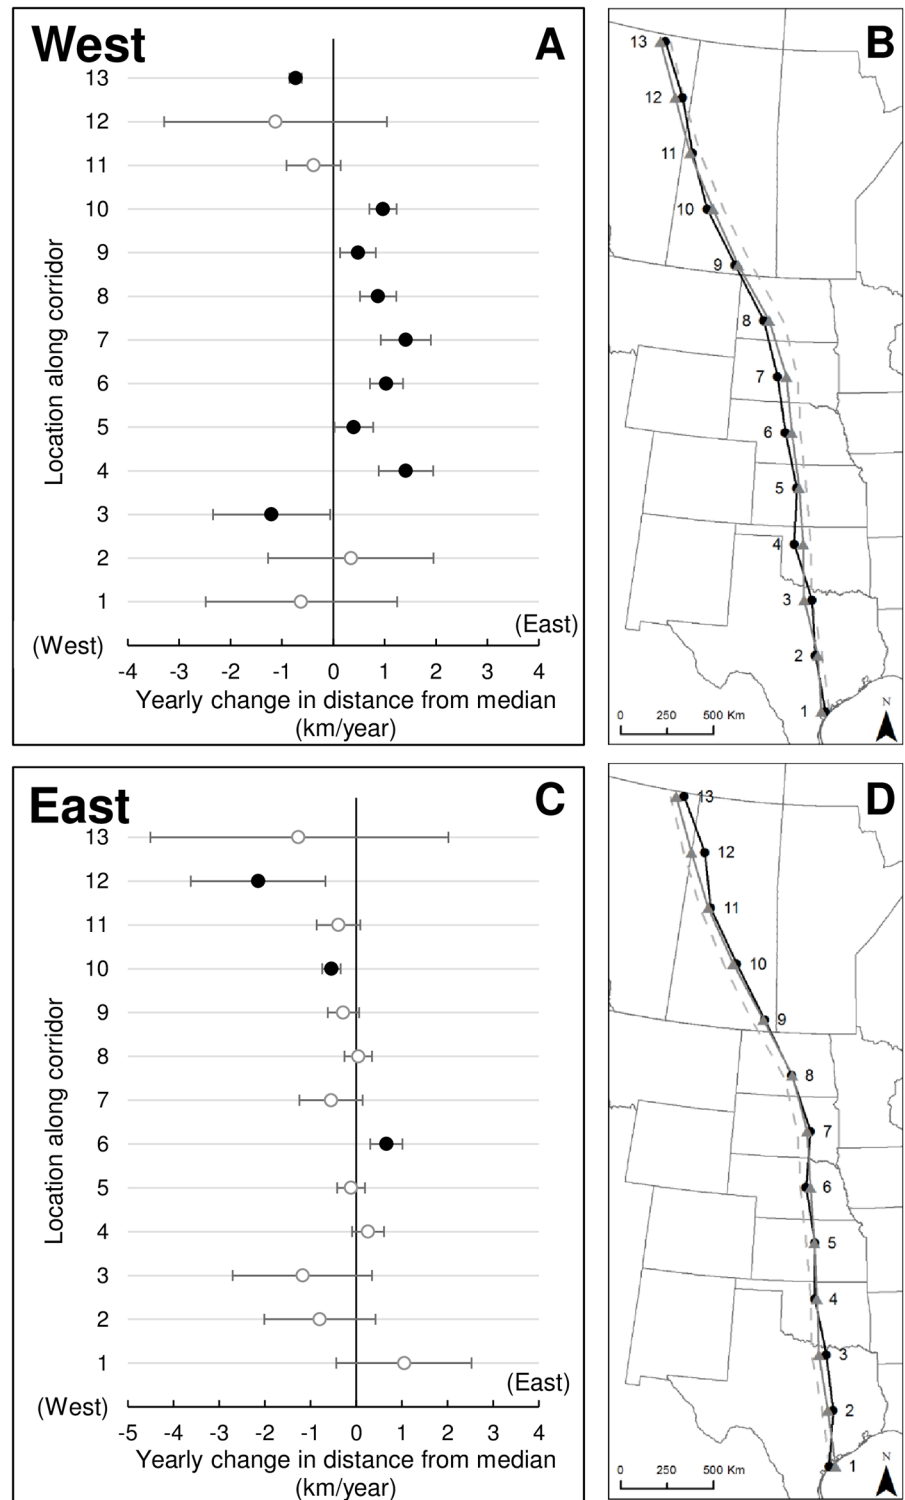 West
A
13
12
11
10
9
8
7
6
5
4
3
2
1
Location along corridor
(East)
(West)
-4 -3 -2 -1 0 1 2 3 4
Yearly change in distance from median
(km/year)
B
13
12
11
10
9
8
7
6
5
4
3
2
1
0 250 500 Km
N
East
C
13
12
11
10
9
8
7
6
5
4
3
2
1
Location along corridor
(East)
(West)
-5 -4 -3 -2 -1 0 1 2 3 4
Yearly change in distance from median
(km/year)
D
13
12
11
10
9
8
7
6
5
4
3
2
1
0 250 500 Km
N